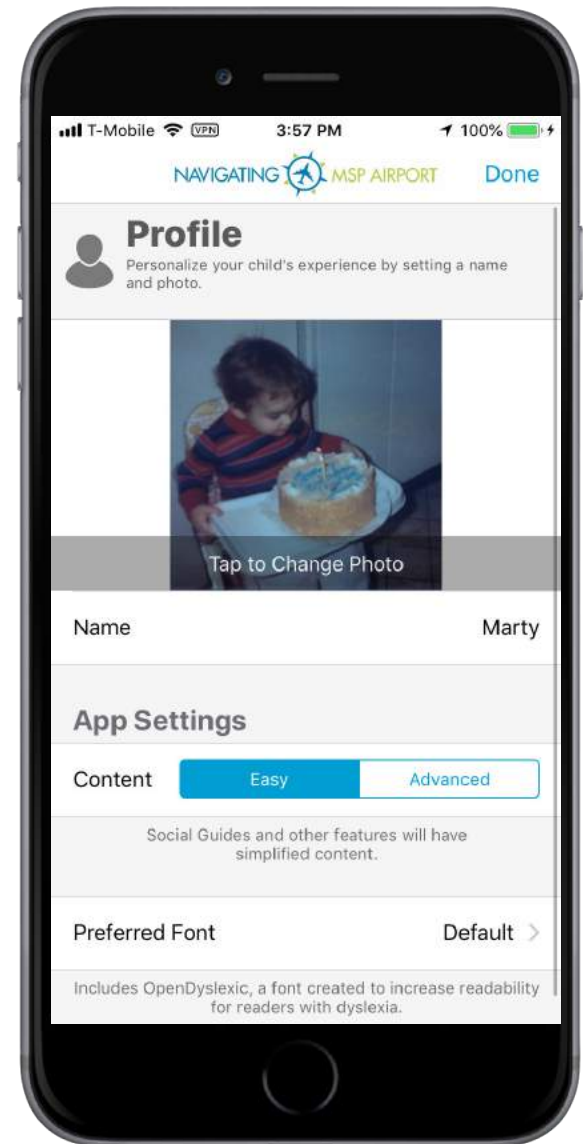 T-Mobile VPN 3:57 PM 100%
NAVIGATING MSP AIRPORT Done
Profile
Personalize your child's experience by setting a name
and photo.
Tap to Change Photo
Name Marty
App Settings
Content Easy Advanced
Social Guides and other features will have
simplified content.
Preferred Font Default >
Includes OpenDyslexic, a font created to increase readability
for readers with dyslexia.